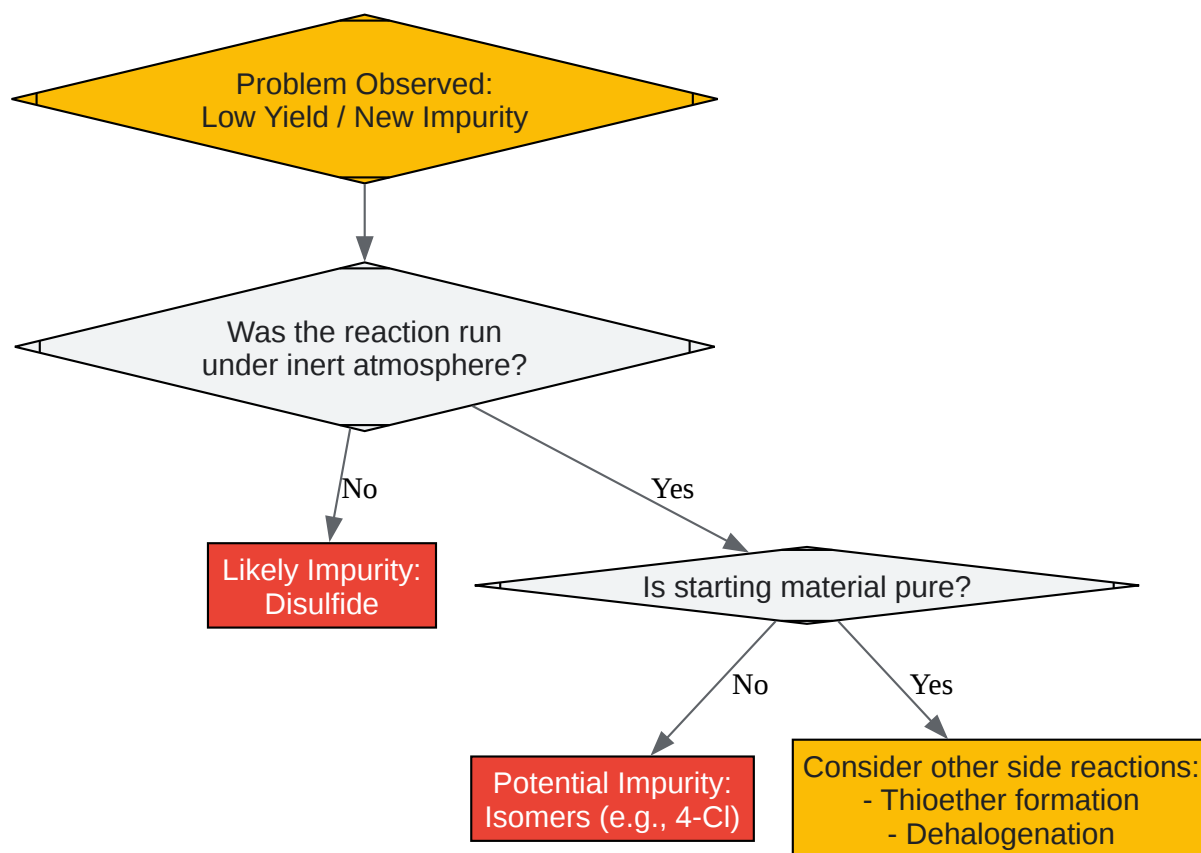 Problem Observed:
Low Yield / New Impurity
Was the reaction run
under inert atmosphere?
No
Yes
Likely Impurity:
Disulfide
Is starting material pure?
No
Yes
Potential Impurity:
Isomers (e.g., 4-Cl)
Consider other side reactions:
- Thioether formation
- Dehalogenation